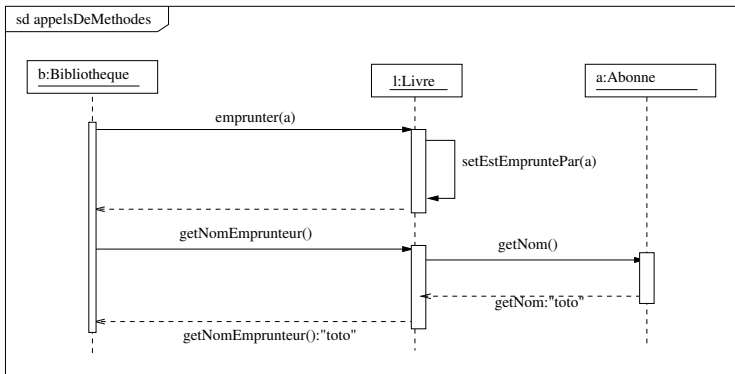 sd appelsDeMethodes
b:Bibliotheque
l:Livre
a:Abonne
emprunter(a)
setEstEmpruntePar(a)
getNomEmprunteur()
getNom()
getNom:"toto"
getNomEmprunteur():"toto"